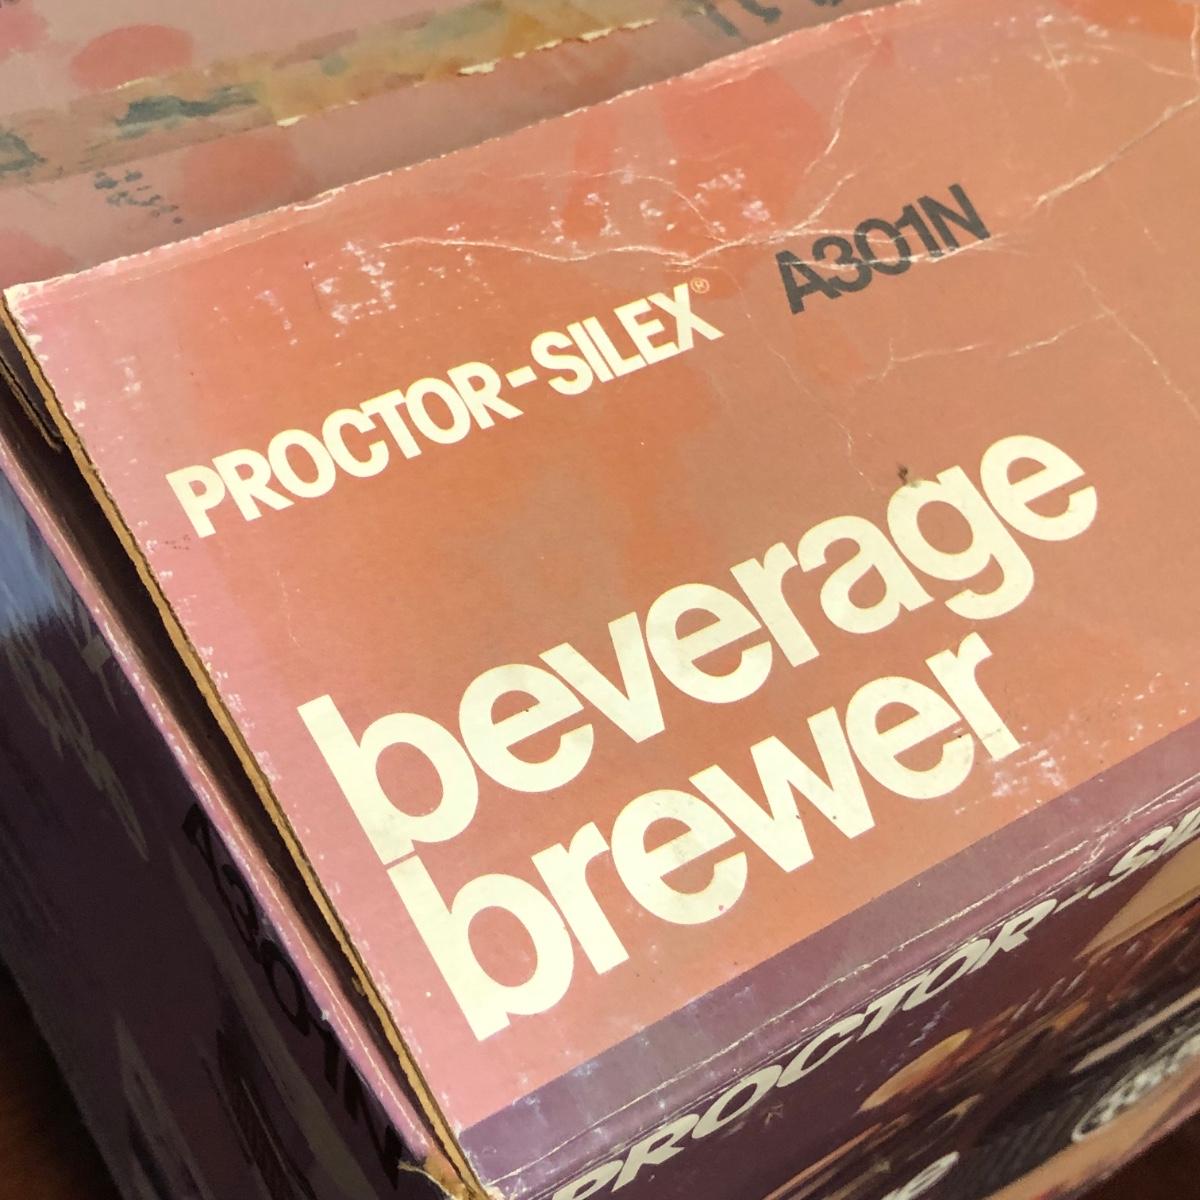 PROCTOR-SILEX® A301N
beverage
brewer
PROCTOR-SI
A301N